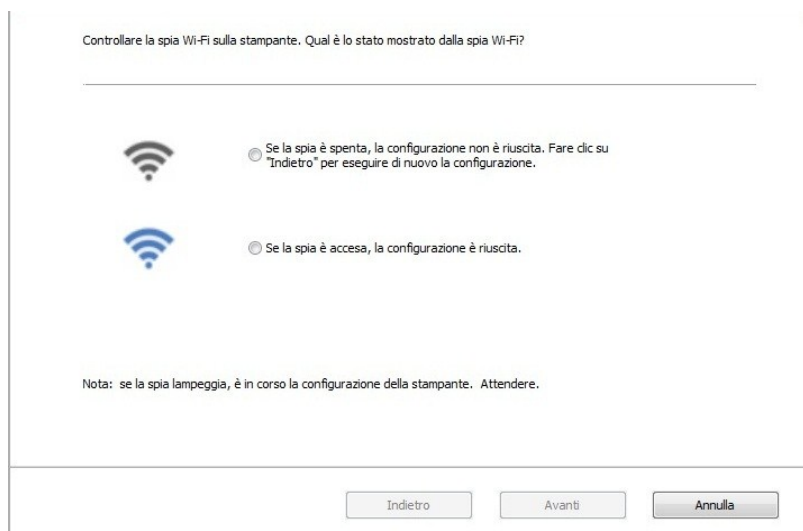 Controllare la spia Wi-Fi sulla stampante. Qual è lo stato mostrato dalla spia Wi-Fi?
Se la spia è spenta, la configurazione non è riuscita. Fare clic su
"Indietro" per eseguire di nuovo la configurazione.
Se la spia è accesa, la configurazione è riuscita.
Nota: se la spia lampeggia, è in corso la configurazione della stampante. Attendere.
Indietro
Avanti
Annulla